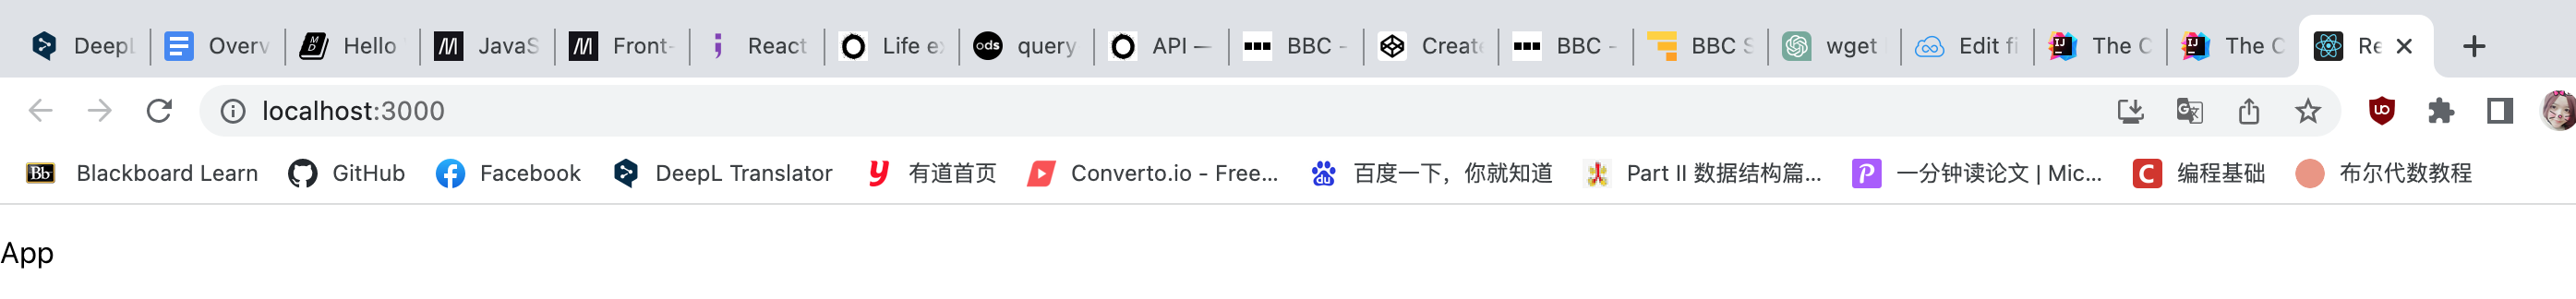 DeepL Overv Hello JavaS Front- React Life e query API — BBC - Create BBC - BBC S wget Edit fi The C The C Re
localhost:3000
Blackboard Learn GitHub Facebook DeepL Translator 有道首页 Converto.io - Free... 百度一下，你就知道 Part II 数据结构篇... 一分钟读论文 | Mic... 编程基础 布尔代数教程
App